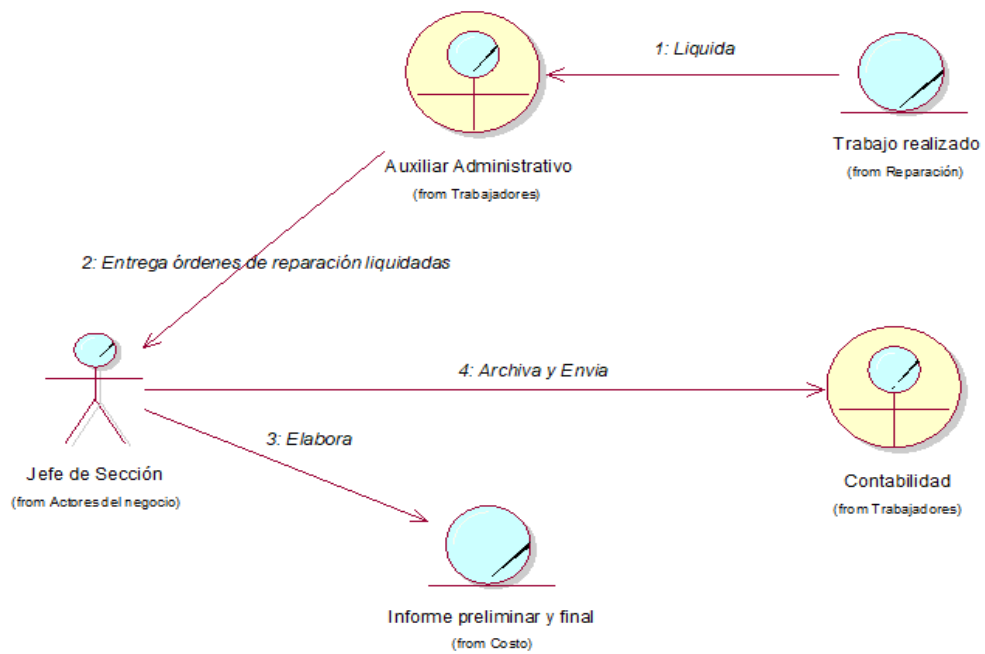 1: Liquida
Auxiliar Administrativo
(from Trabajadores)
Trabajo realizado
(from Reparación)
2: Entrega órdenes de reparación liquidadas
4: Archiva y Envia
3: Elabora
Jefe de Sección
(from Actores del negocio)
Contabilidad
(from Trabajadores)
Informe preliminar y final
(from Costo)